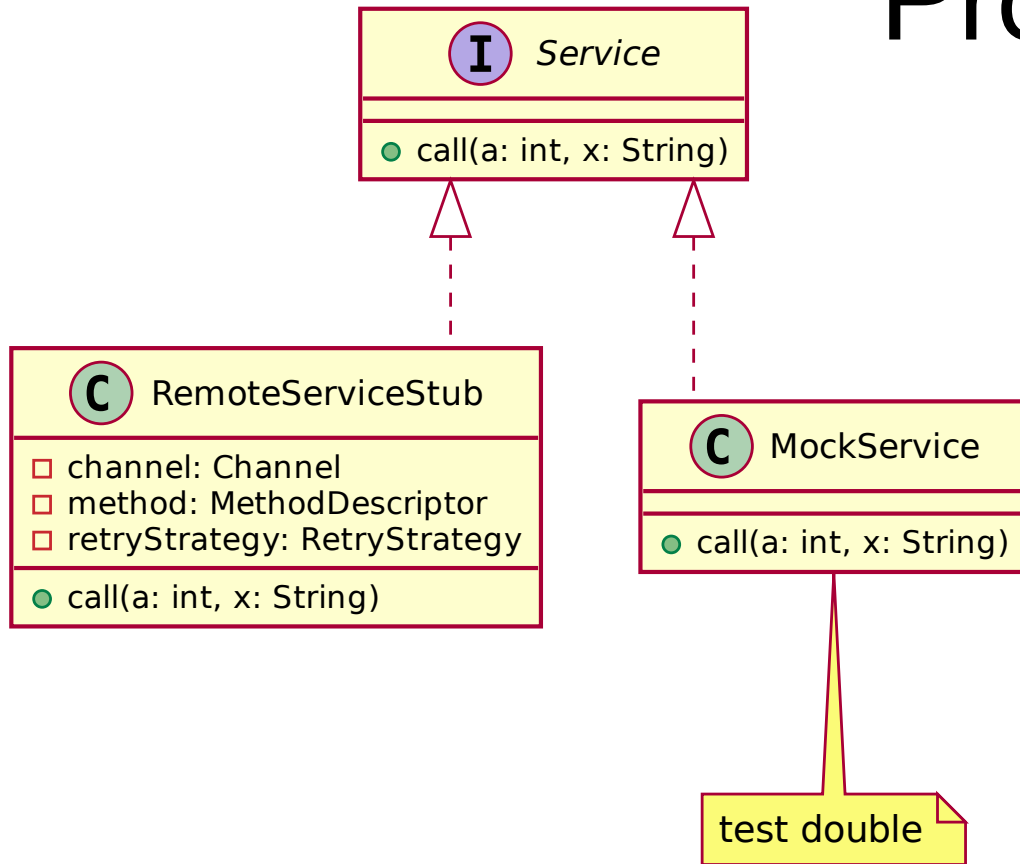 I Service
call(a: int, x: String)
C RemoteServiceStub
channel: Channel
method: MethodDescriptor
retryStrategy: RetryStrategy
call(a: int, x: String)
C MockService
call(a: int, x: String)
test double